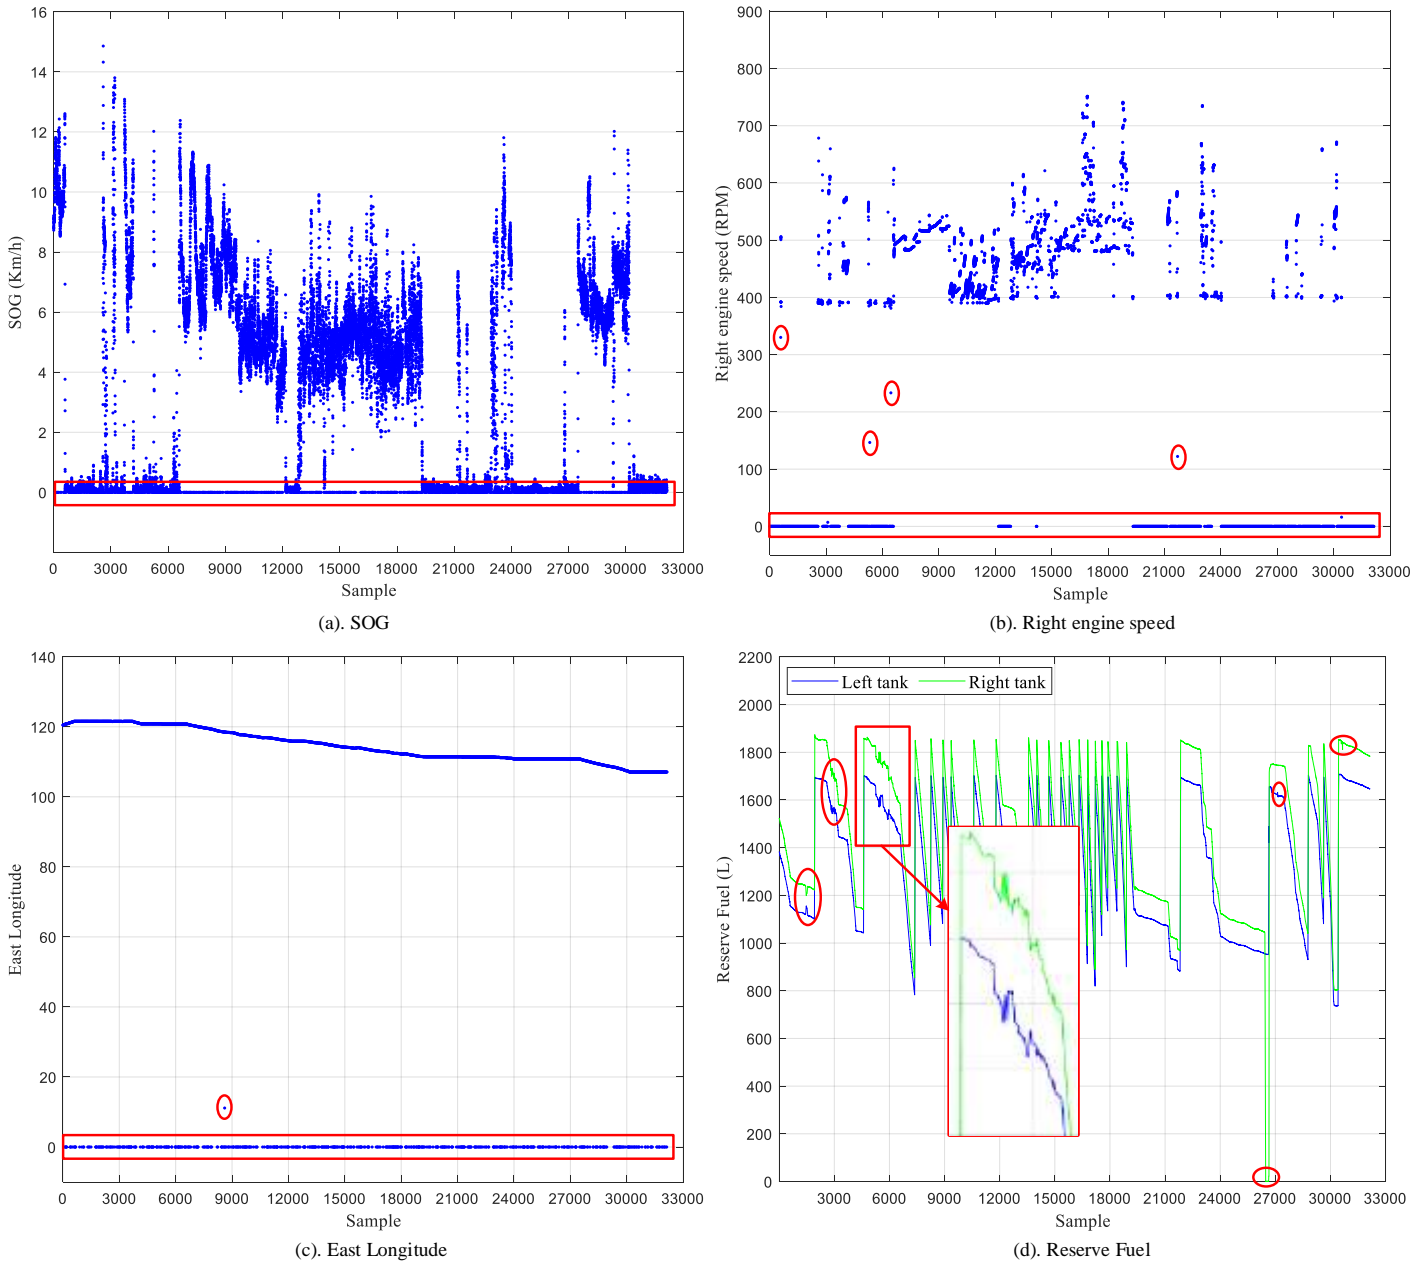 16
14
12
10
8
6
4
2
0
SOG (Km/h)
0 3000 6000 9000 12000 15000 18000 21000 24000 27000 30000 33000
Sample
(a). SOG
900
800
700
600
500
400
300
200
100
0
Right engine speed (RPM)
0 3000 6000 9000 12000 15000 18000 21000 24000 27000 30000 33000
Sample
(b). Right engine speed
140
120
100
80
60
40
20
0
East Longitude
0 3000 6000 9000 12000 15000 18000 21000 24000 27000 30000 33000
Sample
(c). East Longitude
2200
2000
1800
1600
1400
1200
1000
800
600
400
200
0
Reserve Fuel (L)
Left tank Right tank
3000 6000 9000 12000 15000 18000 21000 24000 27000 30000 33000
Sample
(d). Reserve Fuel